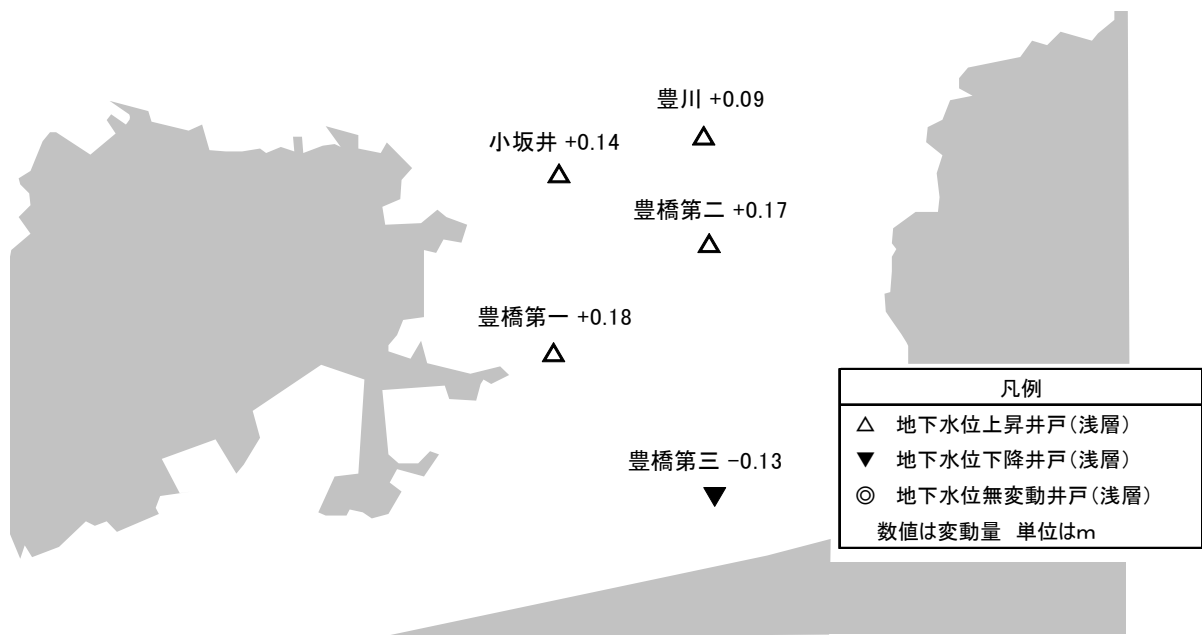 豊川 +0.09
小坂井 +0.14
豊橋第二 +0.17
豊橋第一 +0.18
豊橋第三 -0.13
凡例
△ 地下水位上昇井戸(浅層)
▼ 地下水位下降井戸(浅層)
◎ 地下水位無変動井戸(浅層)
数値は変動量 単位はm